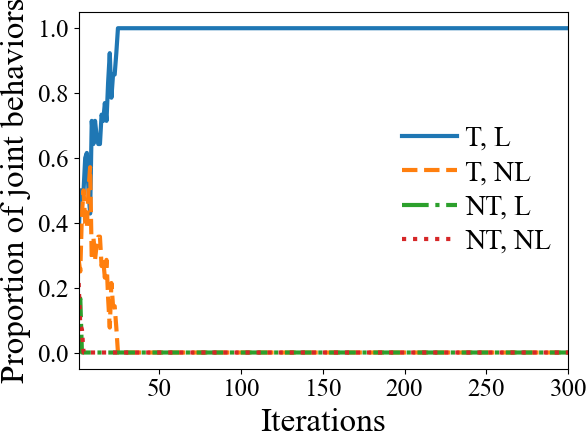 Proportion of joint behaviors
1.0
0.8
0.6
0.4
0.2
0.0
T, L
T, NL
NT, L
NT, NL
50 100 150 200 250 300
Iterations